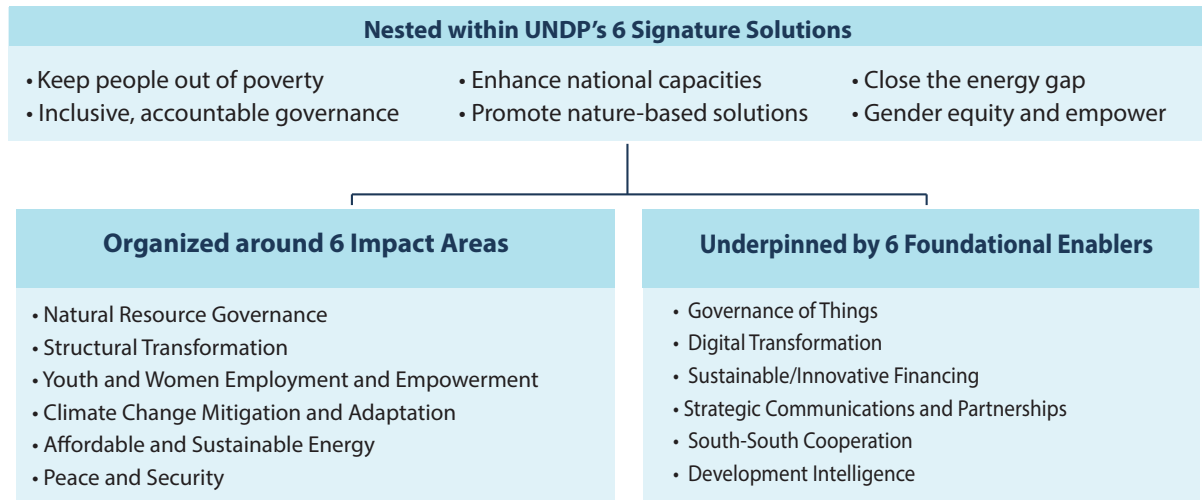 Nested within UNDP's 6 Signature Solutions
• Keep people out of poverty
• Inclusive, accountable governance
• Enhance national capacities
• Promote nature-based solutions
• Close the energy gap
• Gender equity and empower
Organized around 6 Impact Areas
• Natural Resource Governance
• Structural Transformation
• Youth and Women Employment and Empowerment
• Climate Change Mitigation and Adaptation
• Affordable and Sustainable Energy
• Peace and Security
Underpinned by 6 Foundational Enablers
• Governance of Things
• Digital Transformation
• Sustainable/Innovative Financing
• Strategic Communications and Partnerships
• South-South Cooperation
• Development Intelligence